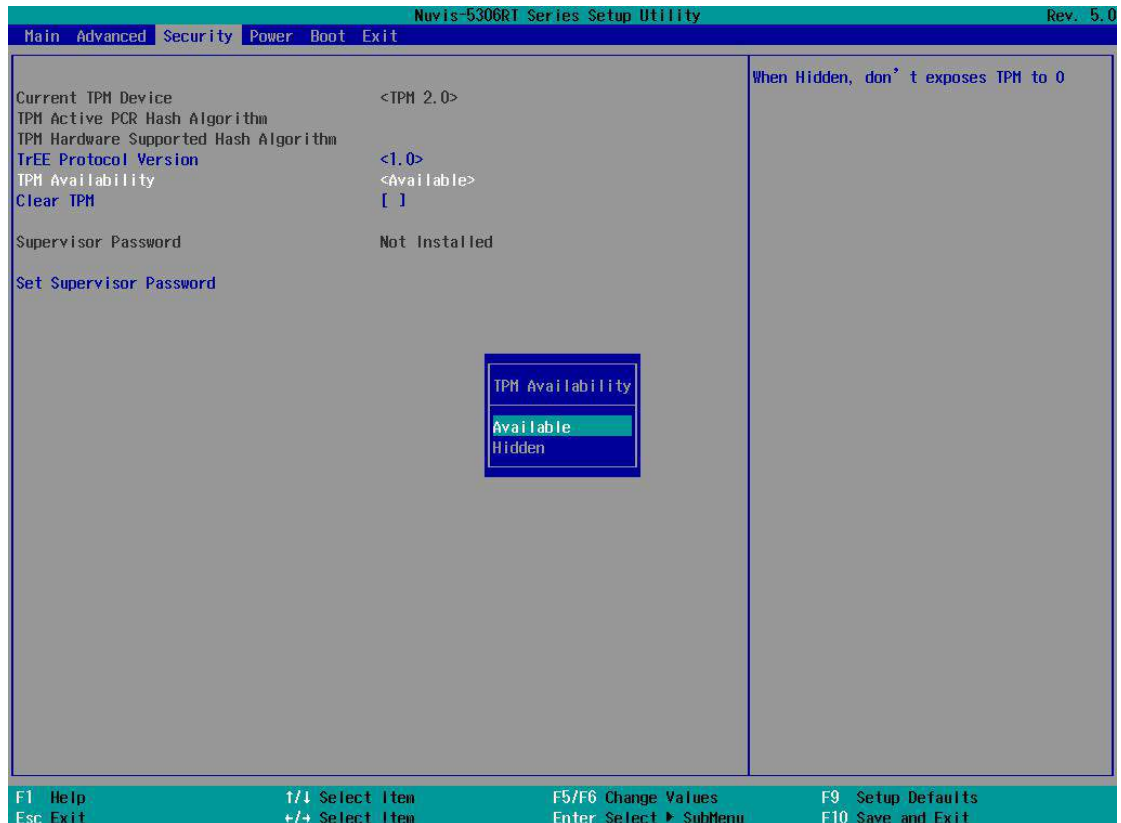 Nuvis-5306RT Series Setup Utility Rev. 5.0
Main Advanced Security Power Boot Exit
When Hidden, don’t exposes TPM to 0
Current TPM Device <TPM 2.0>
TPM Active PCR Hash Algorithm
TPM Hardware Supported Hash Algorithm
TrEE Protocol Version <1.0>
TPM Availability <Available>
Clear TPM [ ]
Supervisor Password Not Installed
Set Supervisor Password
TPM Availability
Available
Hidden
F1 Help ↑/↓ Select Item F5/F6 Change Values F9 Setup Defaults
Esc Exit ←/→ Select Item Enter Select ▶ SubMenu F10 Save and Exit